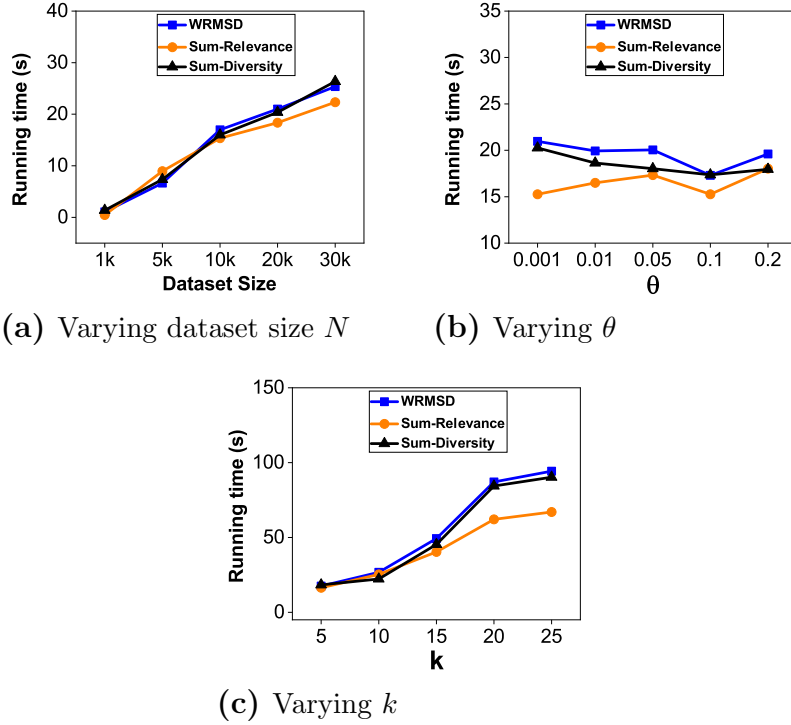 40
30
20
10
0
Running time (s)
WRMSD
Sum-Relevance
Sum-Diversity
1k 5k 10k 20k 30k
Dataset Size
(a) Varying dataset size N
35
30
25
20
15
10
Running time (s)
WRMSD
Sum-Relevance
Sum-Diversity
0.001 0.01 0.05 0.1 0.2
θ
(b) Varying θ
150
100
50
0
Running time (s)
WRMSD
Sum-Relevance
Sum-Diversity
5 10 15 20 25
k
(c) Varying k